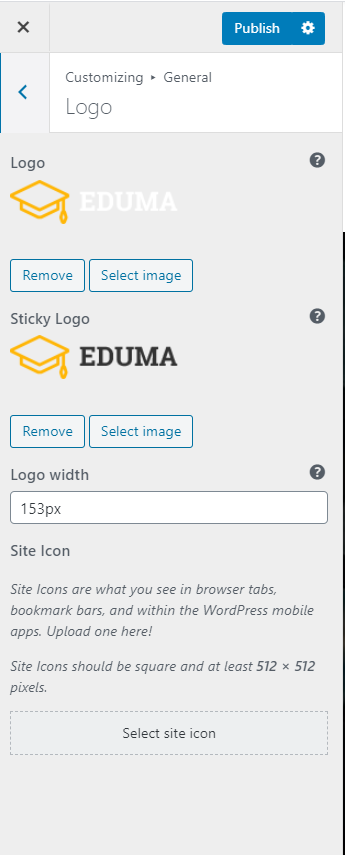 Publish
Customizing ▸ General
Logo
Logo
EDUMA
Remove
Select image
Sticky Logo
EDUMA
Remove
Select image
Logo width
153px
Site Icon
Site Icons are what you see in browser tabs,
bookmark bars, and within the WordPress mobile
apps. Upload one here!
Site Icons should be square and at least 512 × 512
pixels.
Select site icon